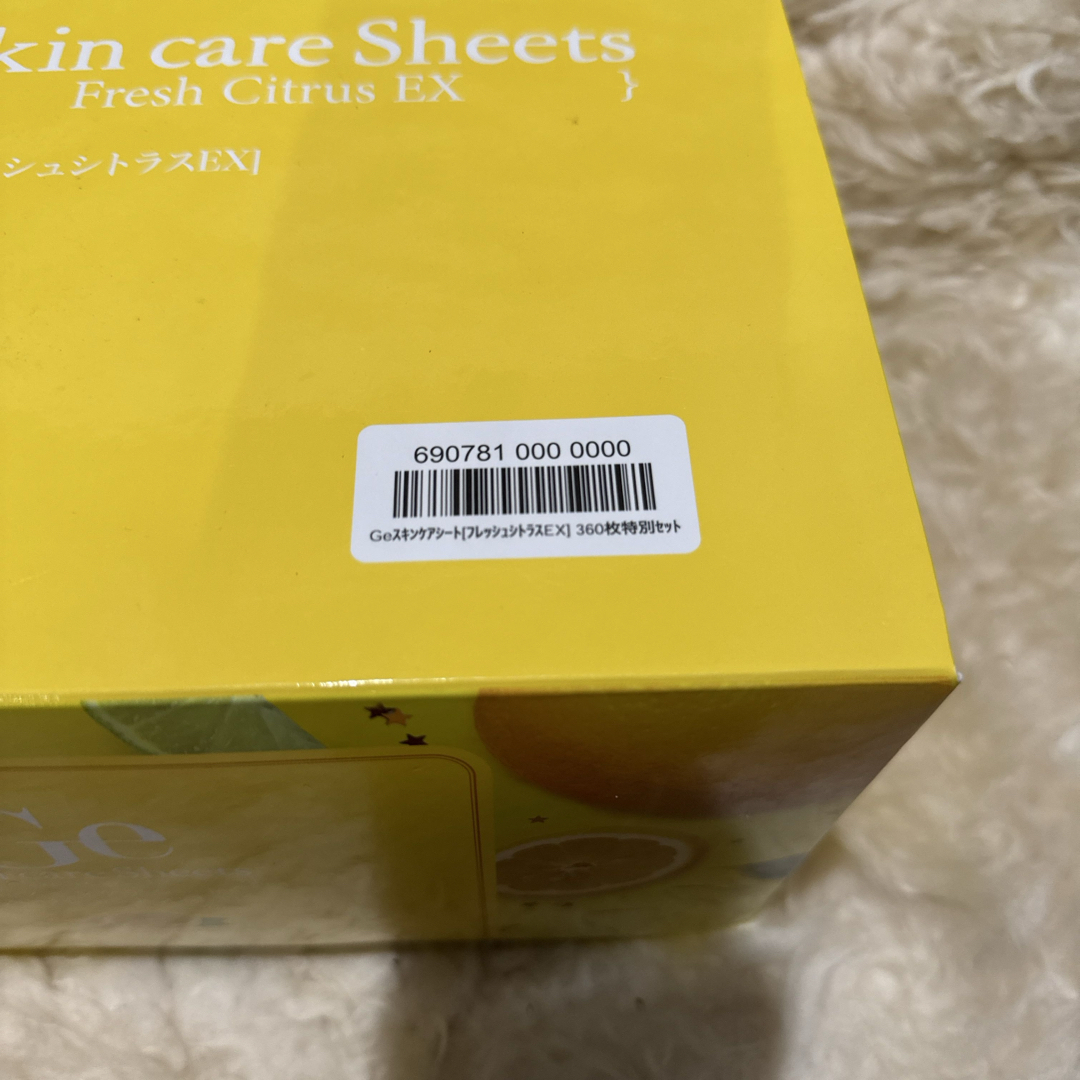 kin care Sheets
Fresh Citrus EX }
シュシトラスEX]
690781 000 0000
Geスキンケアシート[フレッシュシトラスEX] 360枚特別セット
Ge